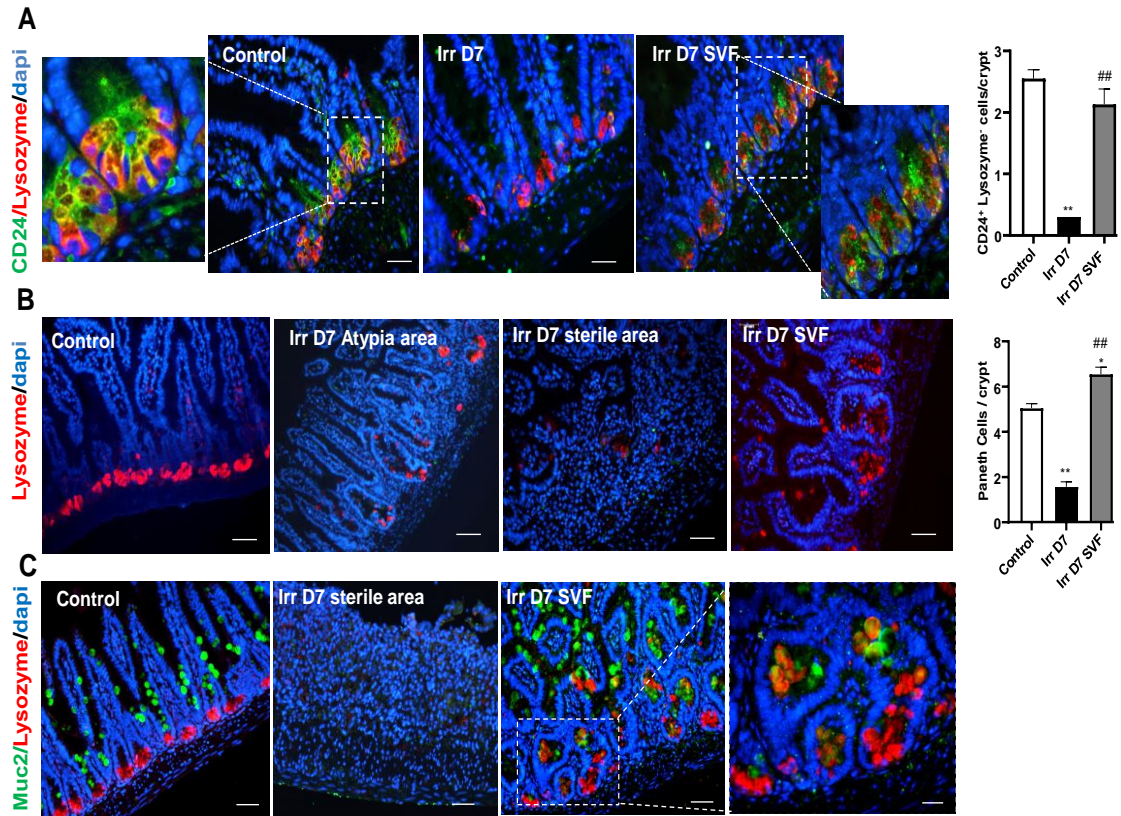 A
CD24/Lysozyme/dapi
Control
Irr D7
Irr D7 SVF
CD24⁺ Lysozyme⁻ cells/crypt
3
2
1
0
**
##
Control
Irr D7
Irr D7 SVF
B
Lysozyme/dapi
Control
Irr D7 Atypia area
Irr D7 sterile area
Irr D7 SVF
Paneth Cells / crypt
8
6
4
2
0
**
##
*
Control
Irr D7
Irr D7 SVF
C
Muc2/Lysozyme/dapi
Control
Irr D7 sterile area
Irr D7 SVF